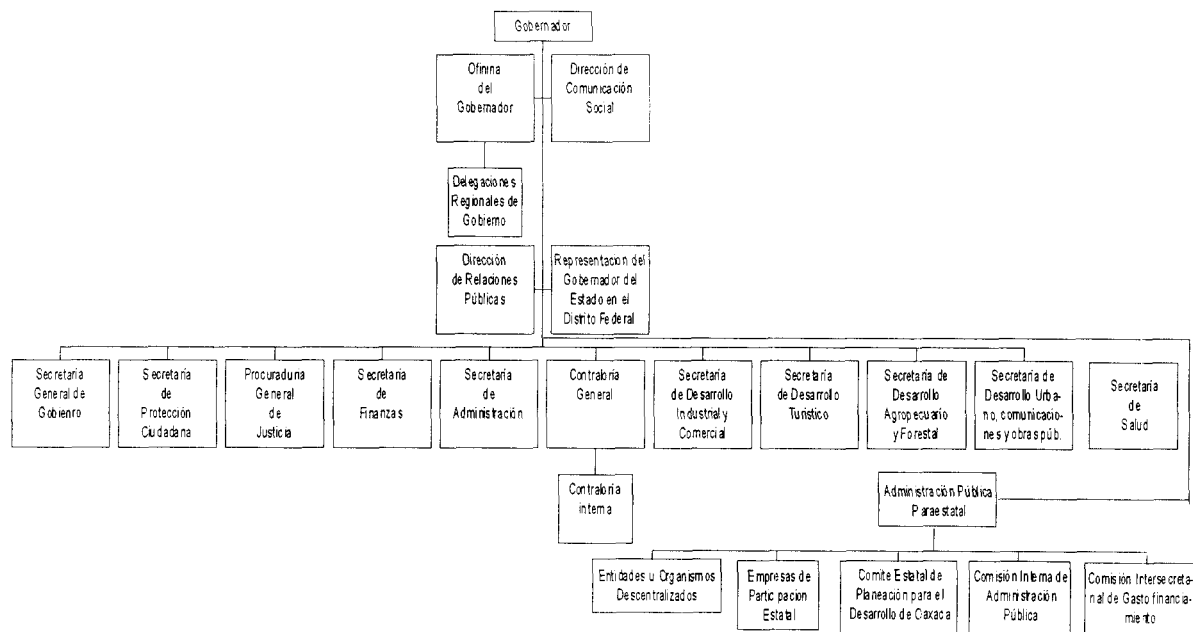 Gobernador
Ofinina
del
Gobernador
Dirección de
Comunicación
Social
Delegaciones
Regionales de
Gobierno
Dirección
de Relaciones
Públicas
Representacion del
Gobernador del
Estado en el
Distrito Federal
Secretaría
General de
Gobienro
Secretaría
de
Protección
Ciudadana
Procuraduria
General
de
Justicia
Secretaría
de
Finanzas
Secretaría
de
Administración
Contraloría
General
Secretaría
de Desarrollo
Industrial y
Comercial
Secretaría
de Desarrollo
Turístico
Secretaría de
Desarrollo
Agropecuario
y Forestal
Secretaría de
Desarrollo Urba-
no, comunicacio-
nes y obras púb.
Secretaría
de
Salud
Contraloría
interna
Administración Pública
Paraestatal
Entidades u Organismos
Descentralizados
Empresas de
Participacion
Estatal
Comite Estatal de
Planeación para el
Desarrollo de Oaxaca
Comisión Interna de
Administración
Pública
Comisión Intersecreta-
rial de Gasto financia-
miento